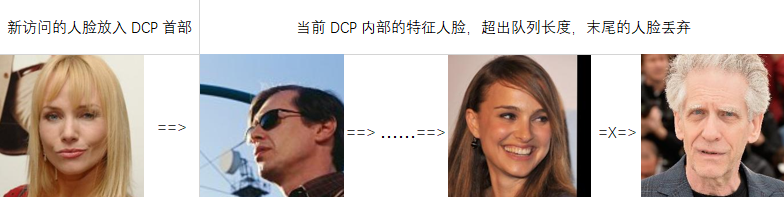 新访问的人脸放入 DCP 首部
当前 DCP 内部的特征人脸，超出队列长度，末尾的人脸丢弃
==> ==> ......==> =X=>